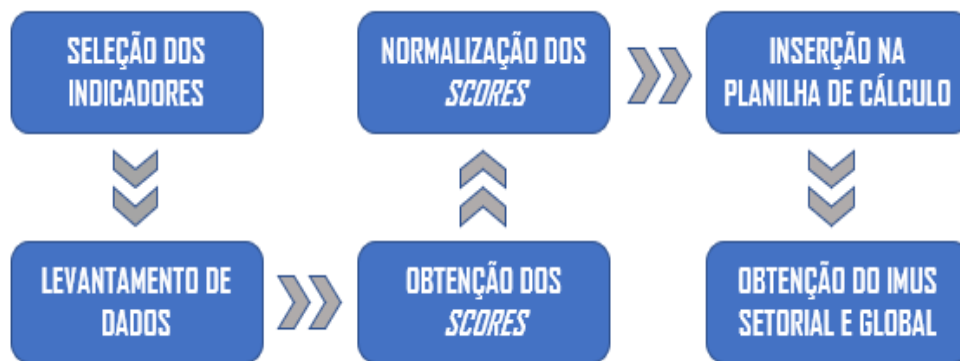 SELEÇÃO DOS
INDICADORES
LEVANTAMENTO DE
DADOS
OBTENÇÃO DOS
SCORES
NORMALIZAÇÃO DOS
SCORES
INSERÇÃO NA
PLANILHA DE CÁLCULO
OBTENÇÃO DO IMUS
SETORIAL E GLOBAL